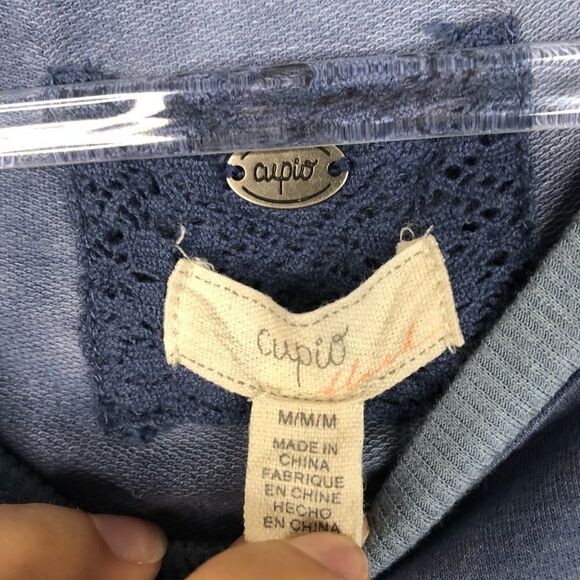 cupio
cupio
M/M/M
MADE IN
CHINA
FABRIQUE
EN CHINE
HECHO
EN CHINA